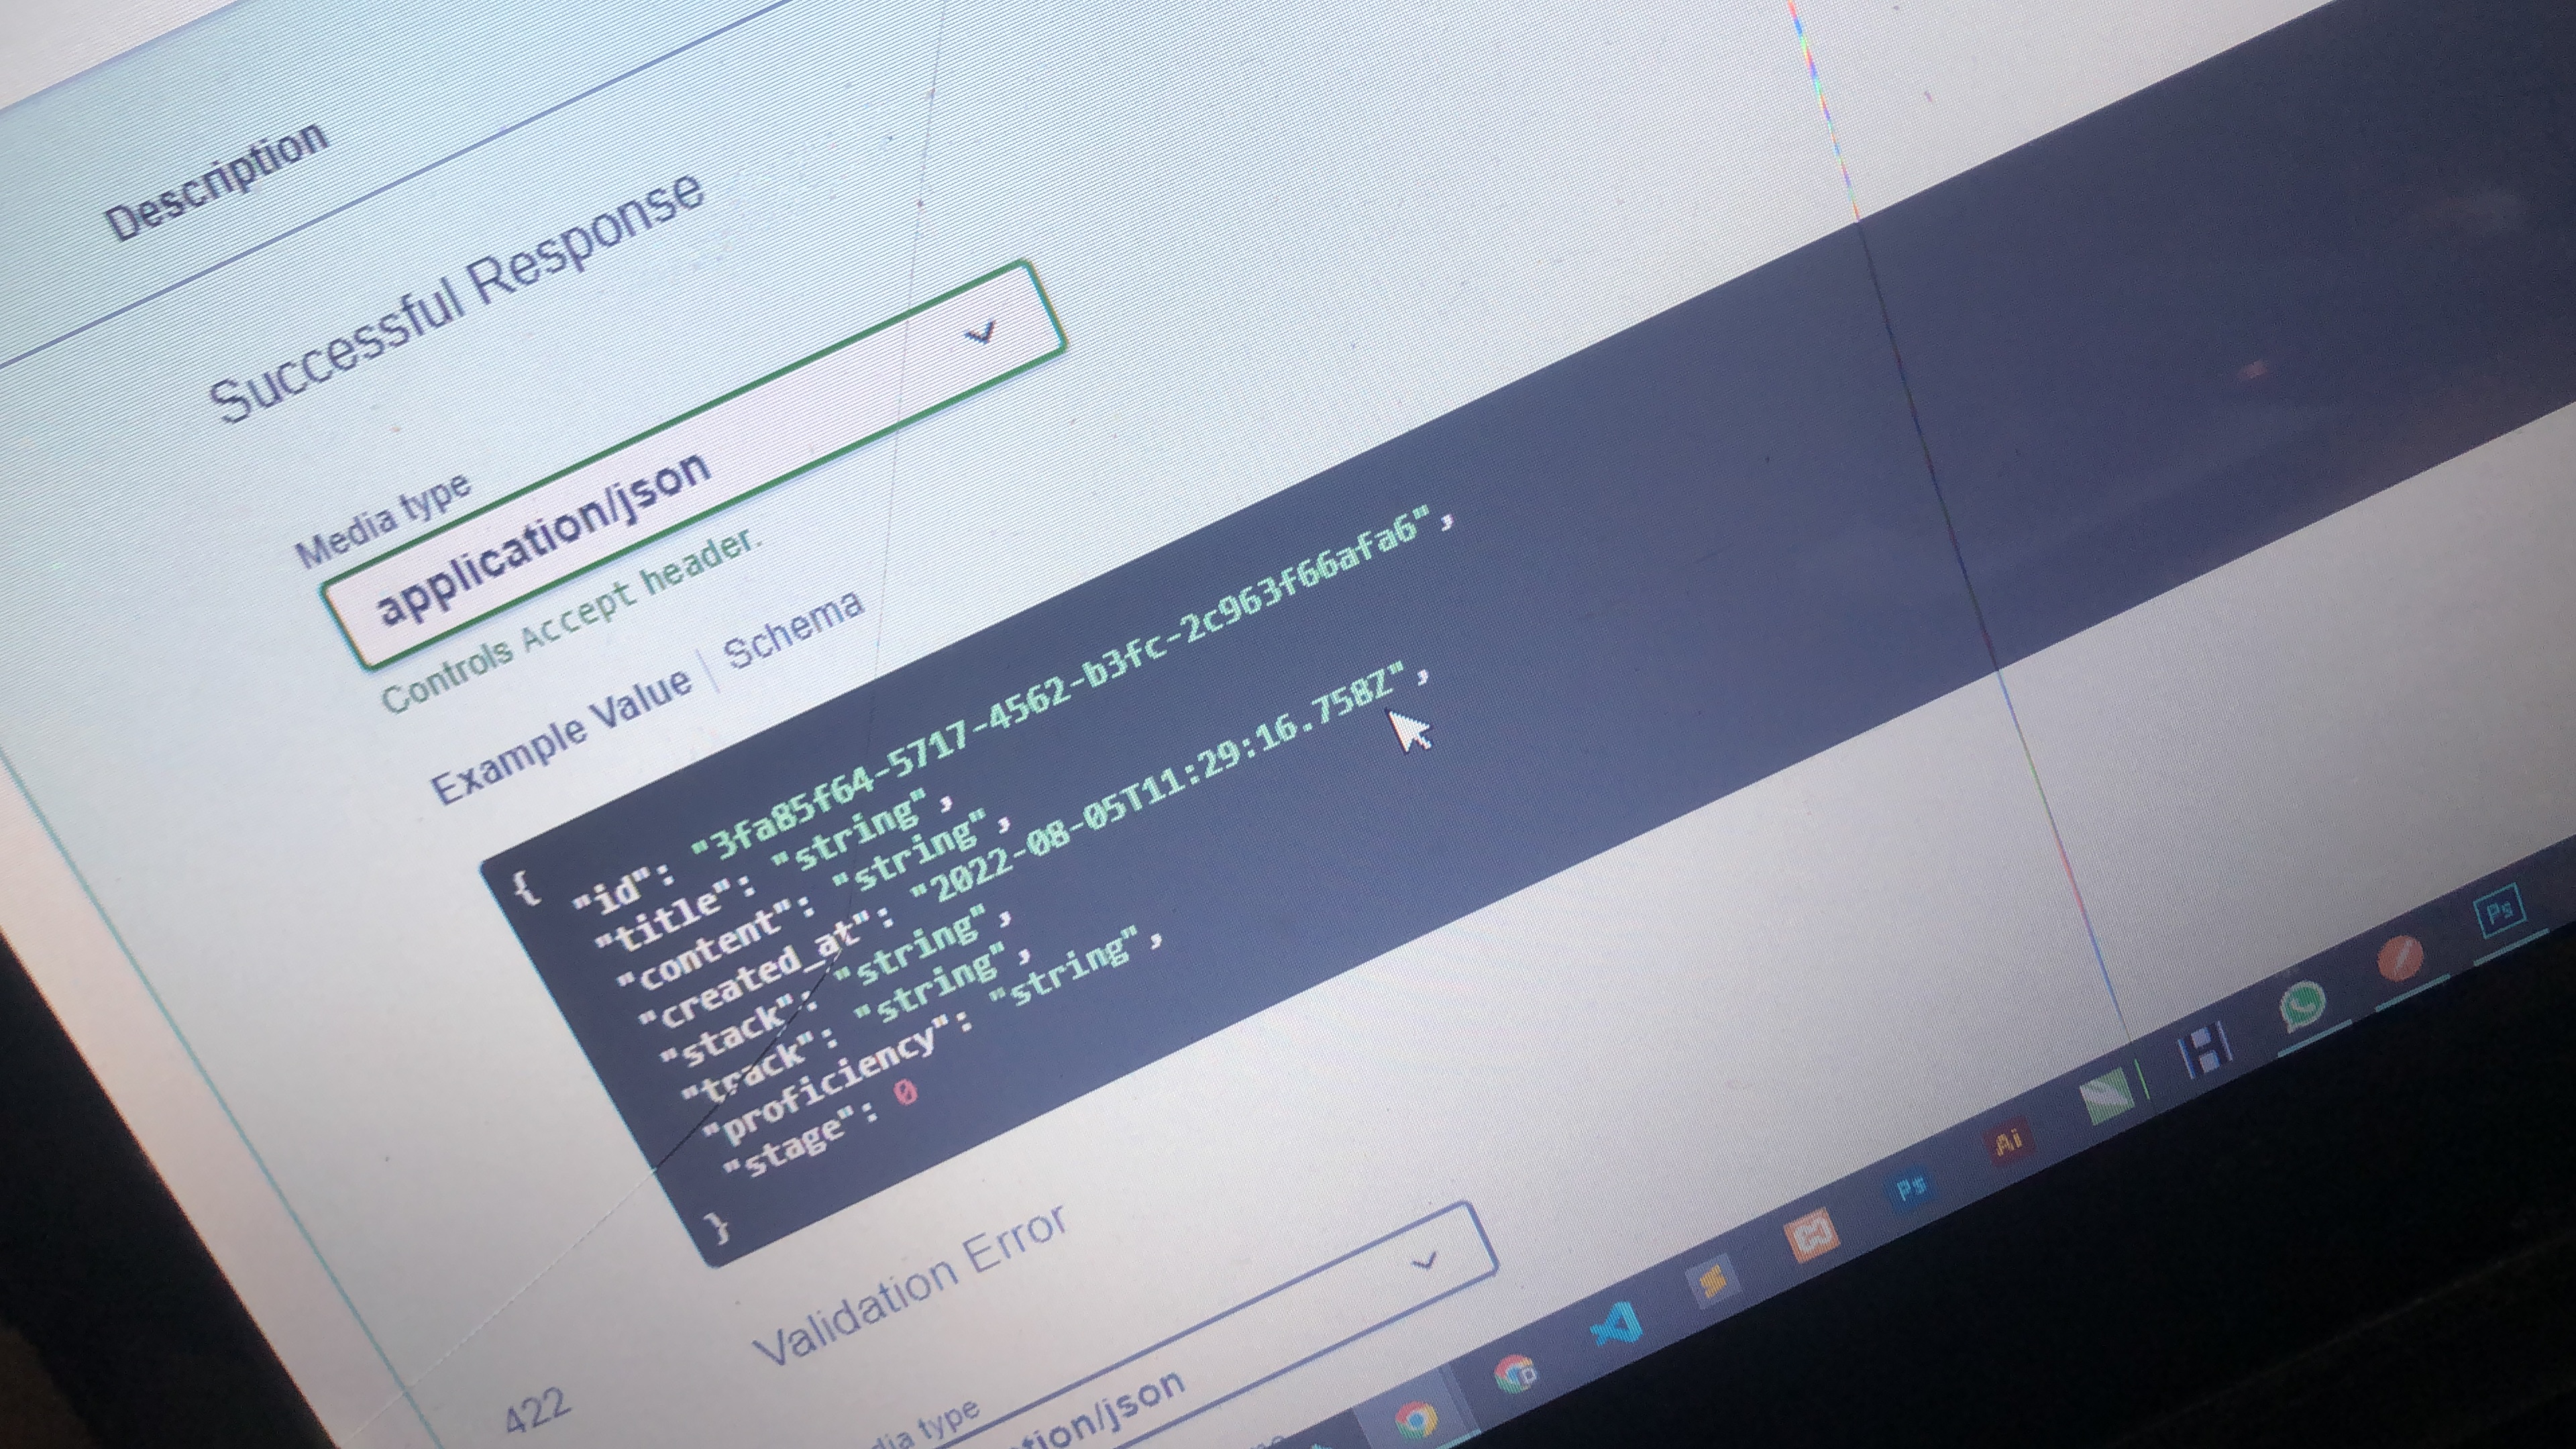 Description
Successful Response
Media type
application/json
Controls Accept header.
Example Value | Schema
{
"id": "3fa85f64-5717-4562-b3fc-2c963f66afa6",
"title": "string",
"content": "string",
"created_at": "2022-08-05T11:29:16.758Z",
"stack": "string",
"track": "string",
"proficiency": "string",
"stage": 0
}
422
Validation Error
dia type
tion/json
Ps
Ai
Ps